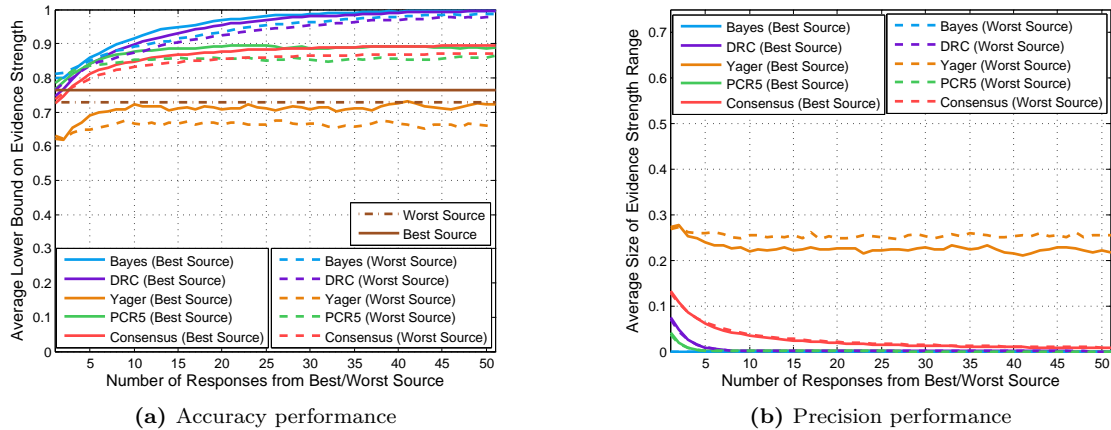 Average Lower Bound on Evidence Strength
1
0.9
0.8
0.7
0.6
0.5
0.4
0.3
0.2
0.1
0
Worst Source
Best Source
Bayes (Best Source)
DRC (Best Source)
Yager (Best Source)
PCR5 (Best Source)
Consensus (Best Source)
Bayes (Worst Source)
DRC (Worst Source)
Yager (Worst Source)
PCR5 (Worst Source)
Consensus (Worst Source)
5 10 15 20 25 30 35 40 45 50
Number of Responses from Best/Worst Source
(a) Accuracy performance
Average Size of Evidence Strength Range
0.7
0.6
0.5
0.4
0.3
0.2
0.1
0
Bayes (Best Source)
DRC (Best Source)
Yager (Best Source)
PCR5 (Best Source)
Consensus (Best Source)
Bayes (Worst Source)
DRC (Worst Source)
Yager (Worst Source)
PCR5 (Worst Source)
Consensus (Worst Source)
5 10 15 20 25 30 35 40 45 50
Number of Responses from Best/Worst Source
(b) Precision performance